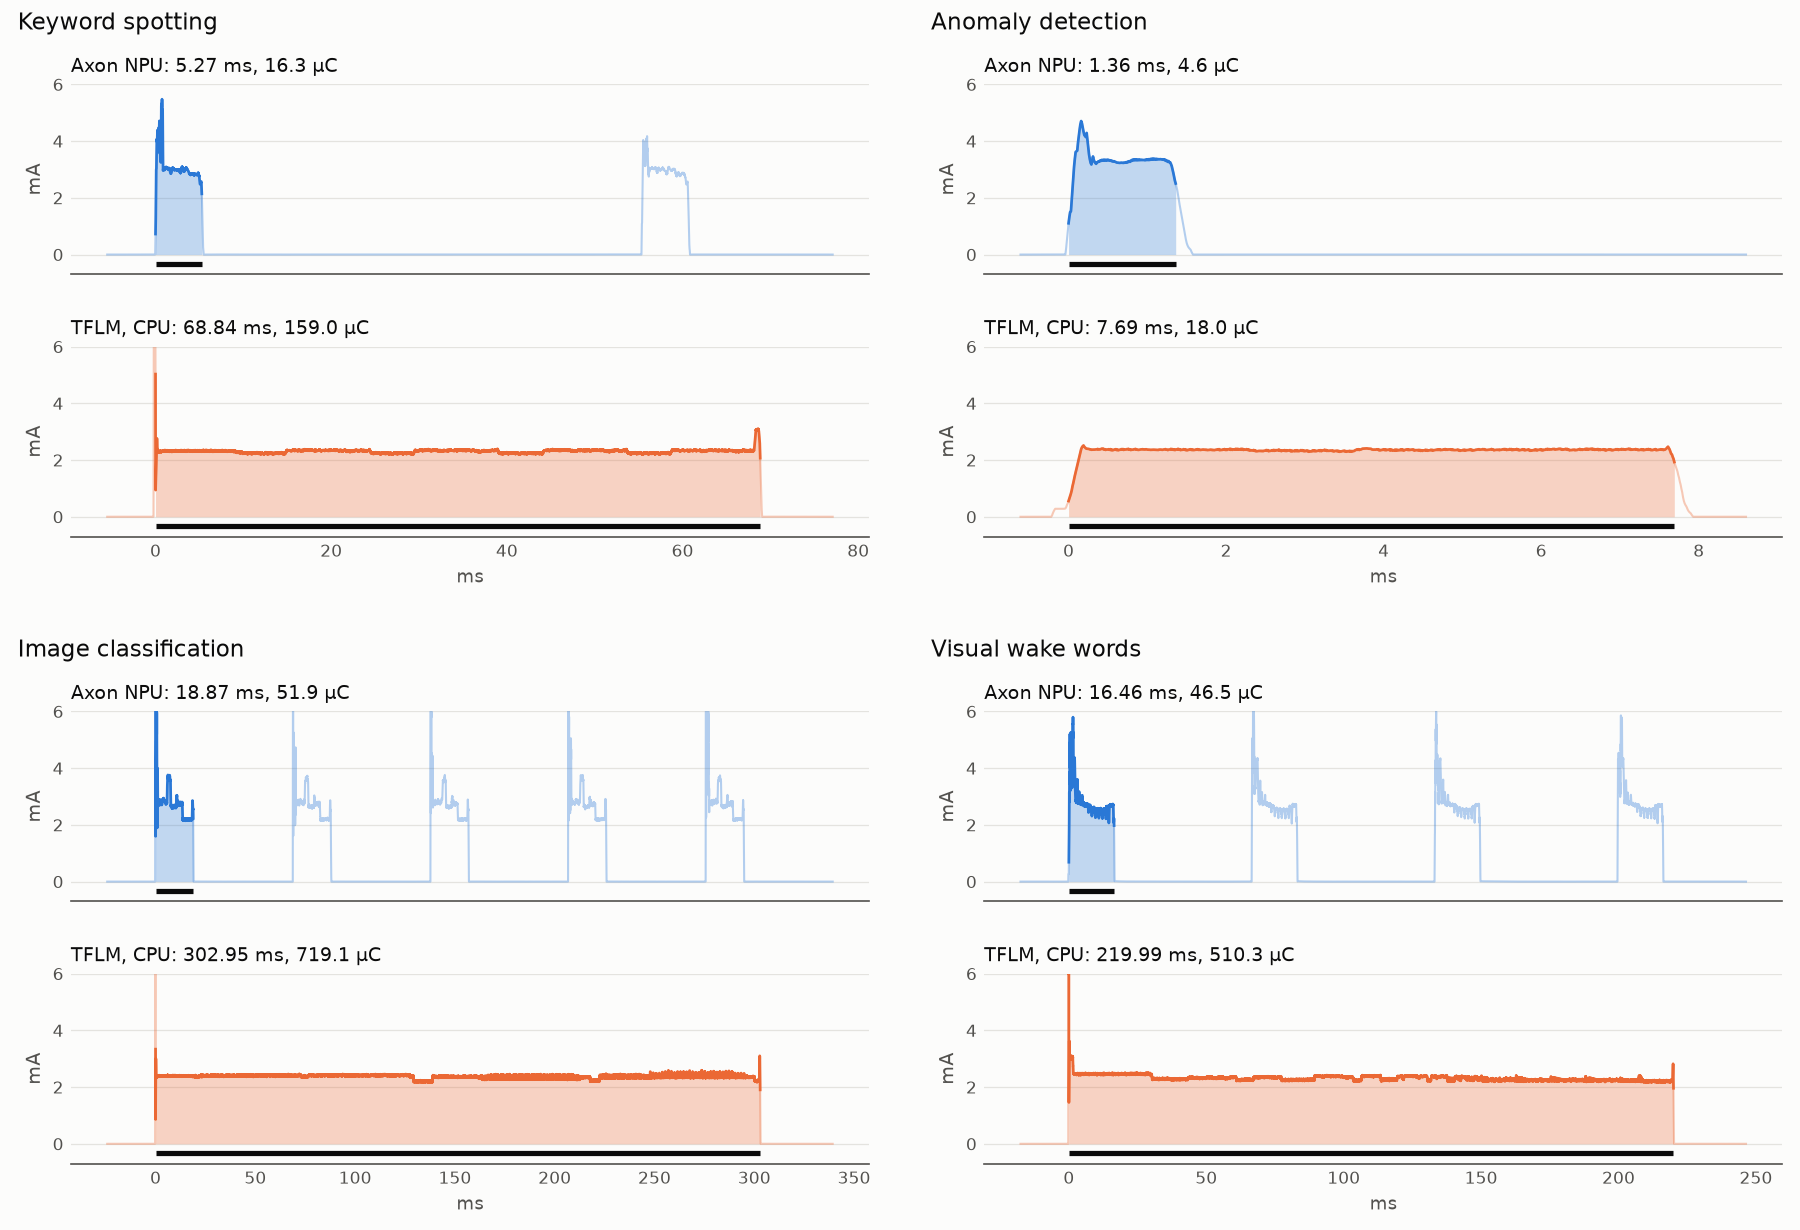 Keyword spotting
Axon NPU: 5.27 ms, 16.3 µC
6
4
2
0
mA
TFLM, CPU: 68.84 ms, 159.0 µC
6
4
2
0
mA
0 20 40 60 80
ms
Anomaly detection
Axon NPU: 1.36 ms, 4.6 µC
6
4
2
0
mA
TFLM, CPU: 7.69 ms, 18.0 µC
6
4
2
0
mA
0 2 4 6 8
ms
Image classification
Axon NPU: 18.87 ms, 51.9 µC
6
4
2
0
mA
TFLM, CPU: 302.95 ms, 719.1 µC
6
4
2
0
mA
0 50 100 150 200 250 300 350
ms
Visual wake words
Axon NPU: 16.46 ms, 46.5 µC
6
4
2
0
mA
TFLM, CPU: 219.99 ms, 510.3 µC
6
4
2
0
mA
0 50 100 150 200 250
ms